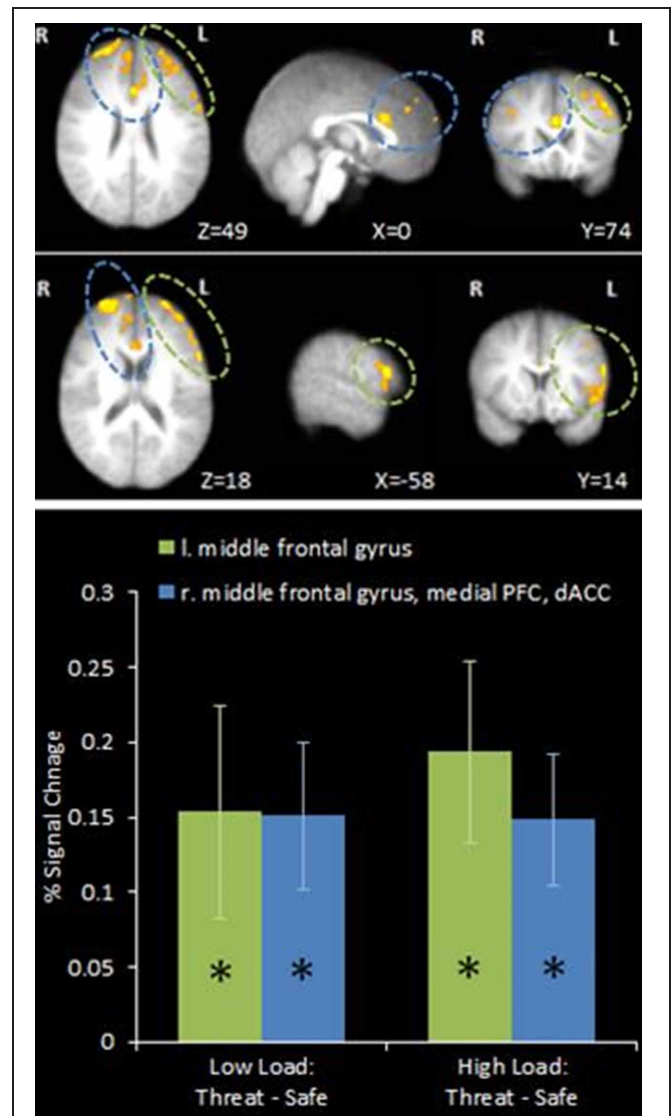 R L R L
Z=49 X=0 Y=74
R L R L
Z=18 X=-58 Y=14
l. middle frontal gyrus
r. middle frontal gyrus, medial PFC, dACC
% Signal Chnage
0.3
0.25
0.2
0.15
0.1
0.05
0
* * * *
Low Load: High Load:
Threat - Safe Threat - Safe